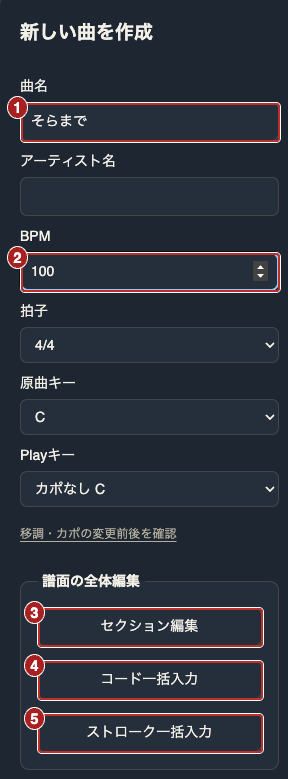 新しい曲を作成
曲名
1
そらまで
アーティスト名
BPM
2
100
拍子
4/4
原曲キー
C
Playキー
カポなし C
移調・カポの変更前後を確認
譜面の全体編集
3
セクション編集
4
コード一括入力
5
ストローク一括入力